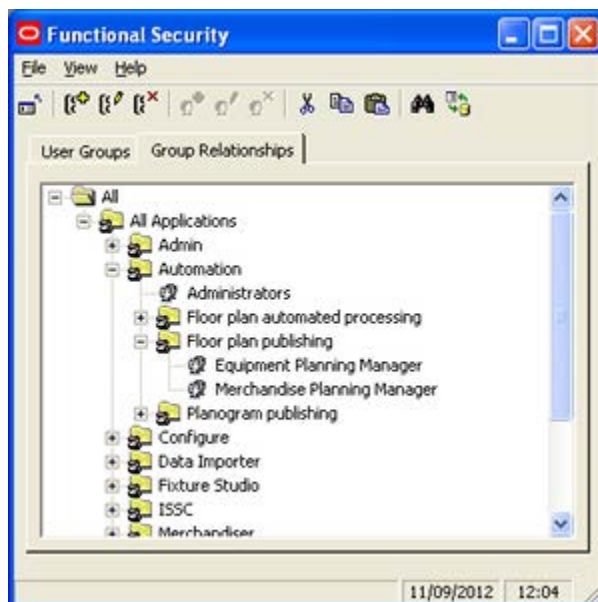 Functional Security
File View Help
User Groups Group Relationships
All
All Applications
Admin
Automation
Administrators
Floor plan automated processing
Floor plan publishing
Equipment Planning Manager
Merchandise Planning Manager
Planogram publishing
Configure
Data Importer
Fixture Studio
ISSC
Merchandiser
11/09/2012 12:04